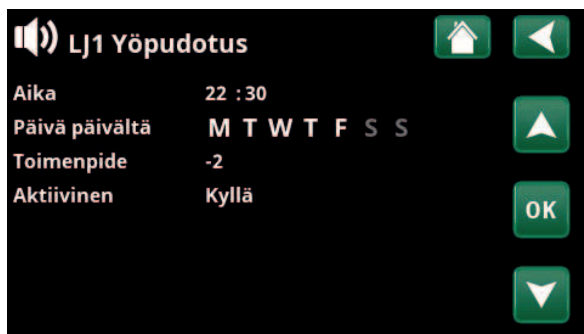 LJ1 Yöpudotus
Aika 22 :30
Päivä päivältä M T W T F S S
Toimenpide -2
Aktiivinen Kyllä
OK